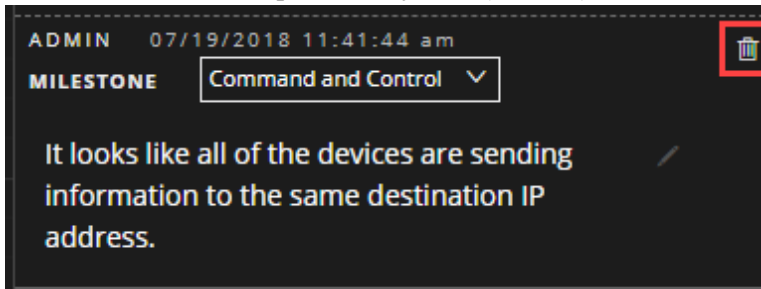 ADMIN 07/19/2018 11:41:44 am
MILESTONE Command and Control
It looks like all of the devices are sending
information to the same destination IP
address.